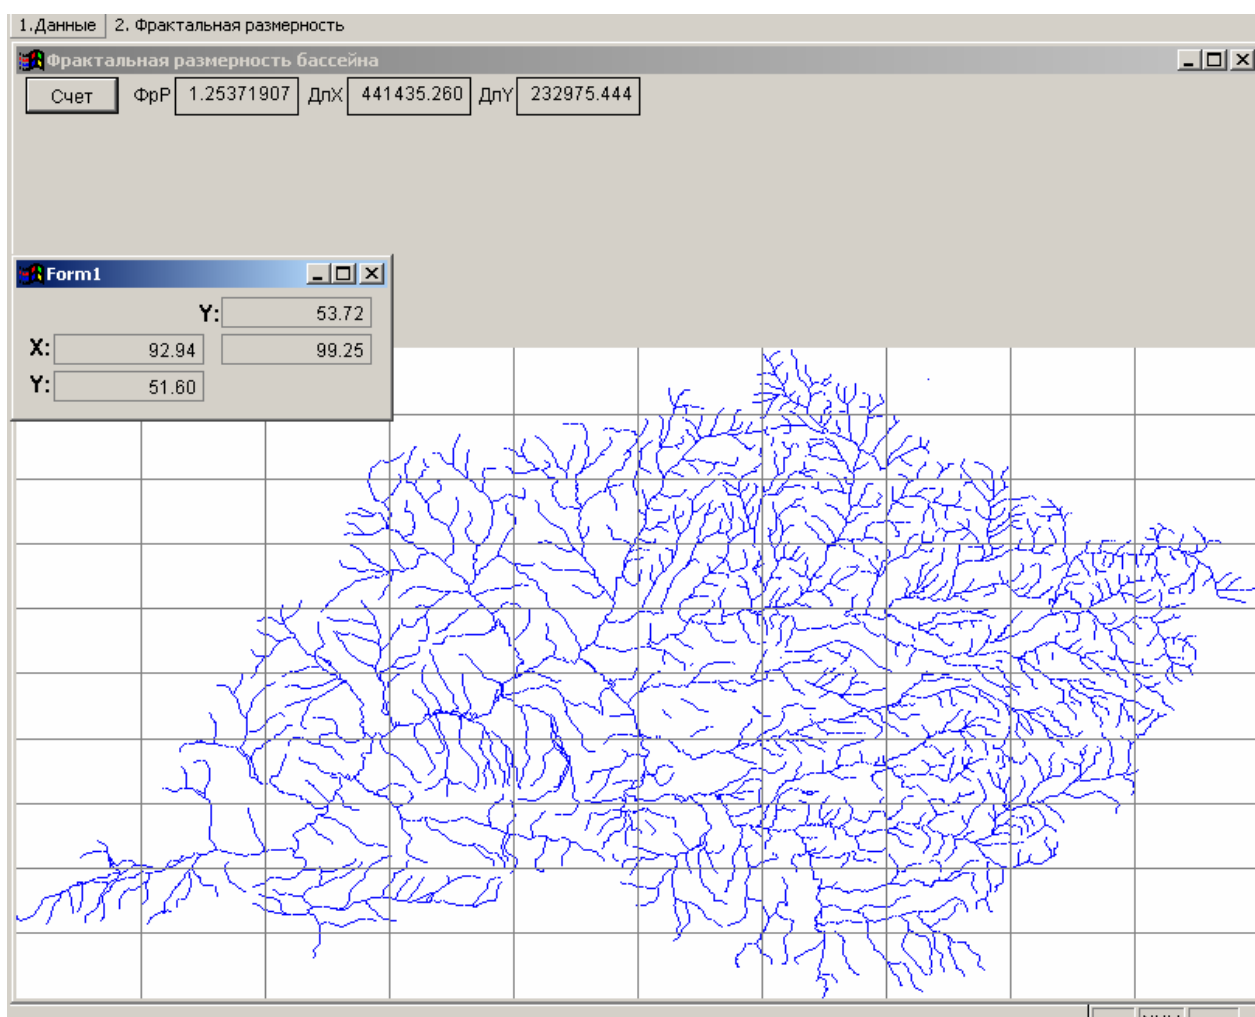 1.Данные 2. Фрактальная размерность
Фрактальная размерность бассейна
Счет ФрР 1.25371907 ДлX 441435.260 ДлY 232975.444
Form1
Y: 53.72
X: 92.94 99.25
Y: 51.60